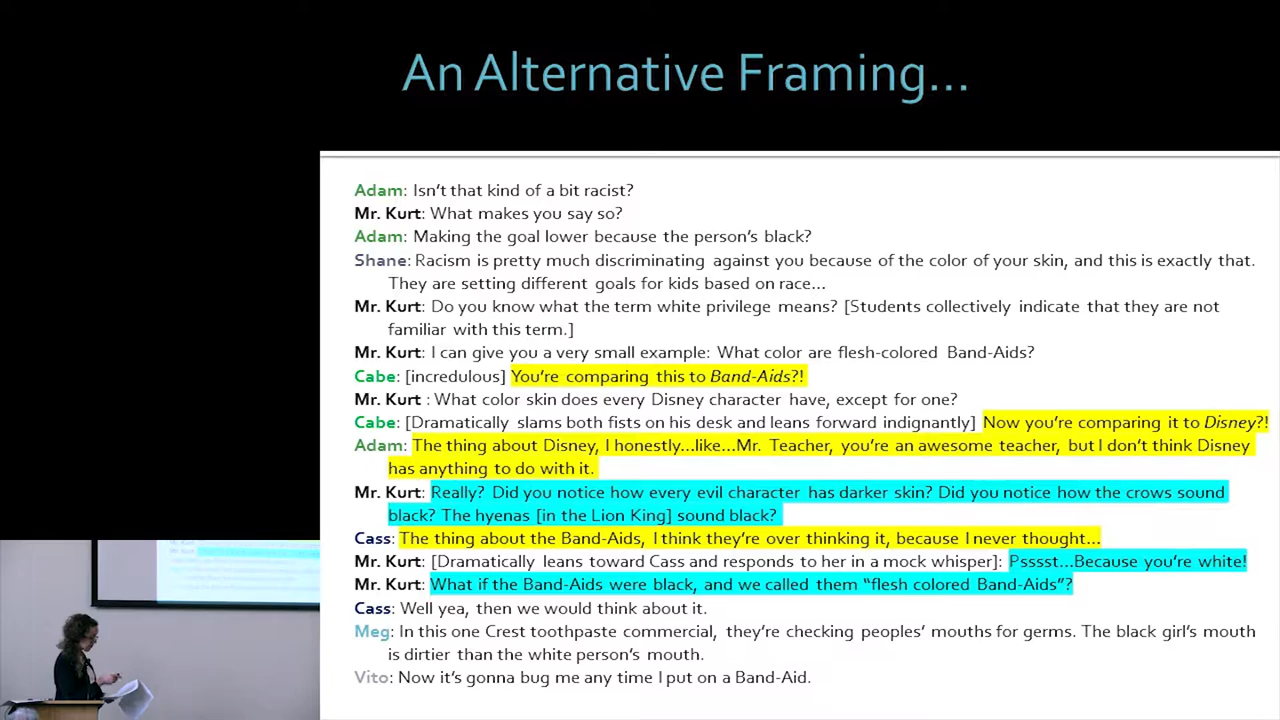 An Alternative Framing...
Adam: Isn't that kind of a bit racist?
Mr. Kurt: What makes you say so?
Adam: Making the goal lower because the person's black?
Shane: Racism is pretty much discriminating against you because of the color of your skin, and this is exactly that.
They are setting different goals for kids based on race...
Mr. Kurt: Do you know what the term white privilege means? [Students collectively indicate that they are not
familiar with this term.]
Mr. Kurt: I can give you a very small example: What color are flesh-colored Band-Aids?
Cabe: [incredulous] You're comparing this to Band-Aids?!
Mr. Kurt : What color skin does every Disney character have, except for one?
Cabe: [Dramatically slams both fists on his desk and leans forward indignantly] Now you're comparing it to Disney?!
Adam: The thing about Disney, I honestly...like...Mr. Teacher, you're an awesome teacher, but I don't think Disney
has anything to do with it.
Mr. Kurt: Really? Did you notice how every evil character has darker skin? Did you notice how the crows sound
black? The hyenas [in the Lion King] sound black?
Cass: The thing about the Band-Aids, I think they're over thinking it, because I never thought...
Mr. Kurt: [Dramatically leans toward Cass and responds to her in a mock whisper]: Psssst...Because you're white!
Mr. Kurt: What if the Band-Aids were black, and we called them "flesh colored Band-Aids"?
Cass: Well yea, then we would think about it.
Meg: In this one Crest toothpaste commercial, they're checking peoples' mouths for germs. The black girl's mouth
is dirtier than the white person's mouth.
Vito: Now it's gonna bug me any time I put on a Band-Aid.